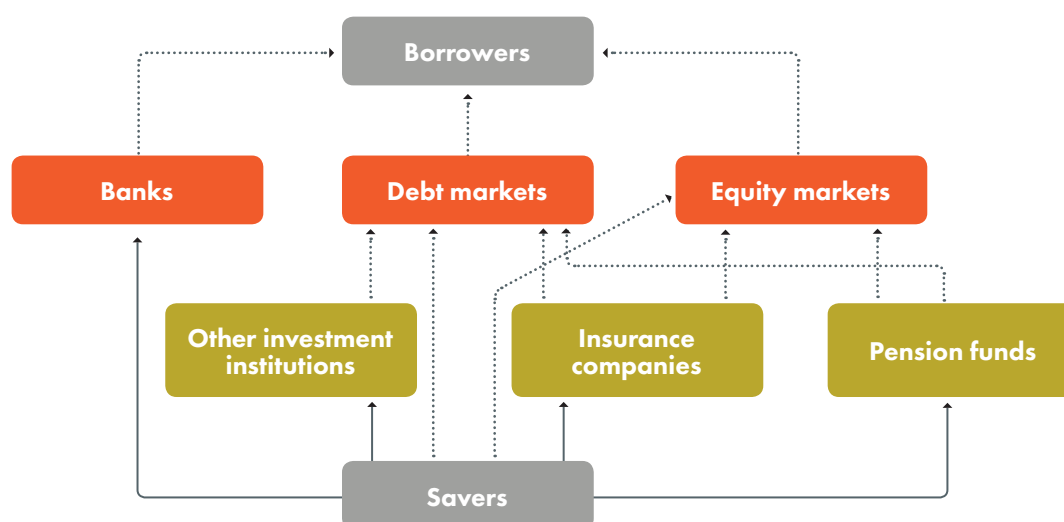 Borrowers
Banks
Debt markets
Equity markets
Other investment
institutions
Insurance
companies
Pension funds
Savers